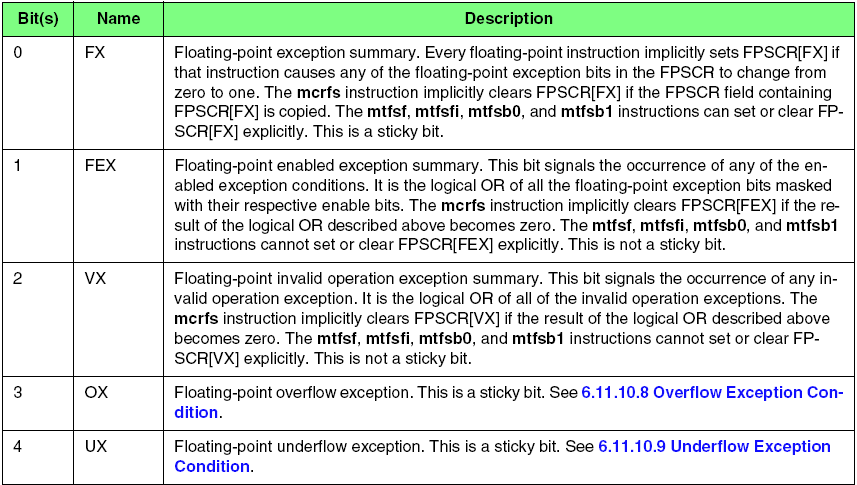 Bit(s) Name Description
0 FX Floating-point exception summary. Every floating-point instruction implicitly sets FPSCR[FX] if
that instruction causes any of the floating-point exception bits in the FPSCR to change from
zero to one. The mcrfs instruction implicitly clears FPSCR[FX] if the FPSCR field containing
FPSCR[FX] is copied. The mtfsf, mtfsfi, mtfsb0, and mtfsb1 instructions can set or clear FP-
SCR[FX] explicitly. This is a sticky bit.
1 FEX Floating-point enabled exception summary. This bit signals the occurrence of any of the en-
abled exception conditions. It is the logical OR of all the floating-point exception bits masked
with their respective enable bits. The mcrfs instruction implicitly clears FPSCR[FEX] if the re-
sult of the logical OR described above becomes zero. The mtfsf, mtfsfi, mtfsb0, and mtfsb1
instructions cannot set or clear FPSCR[FEX] explicitly. This is not a sticky bit.
2 VX Floating-point invalid operation exception summary. This bit signals the occurrence of any in-
valid operation exception. It is the logical OR of all of the invalid operation exceptions. The
mcrfs instruction implicitly clears FPSCR[VX] if the result of the logical OR described above
becomes zero. The mtfsf, mtfsfi, mtfsb0, and mtfsb1 instructions cannot set or clear FP-
SCR[VX] explicitly. This is not a sticky bit.
3 OX Floating-point overflow exception. This is a sticky bit. See 6.11.10.8 Overflow Exception Con-
dition.
4 UX Floating-point underflow exception. This is a sticky bit. See 6.11.10.9 Underflow Exception
Condition.